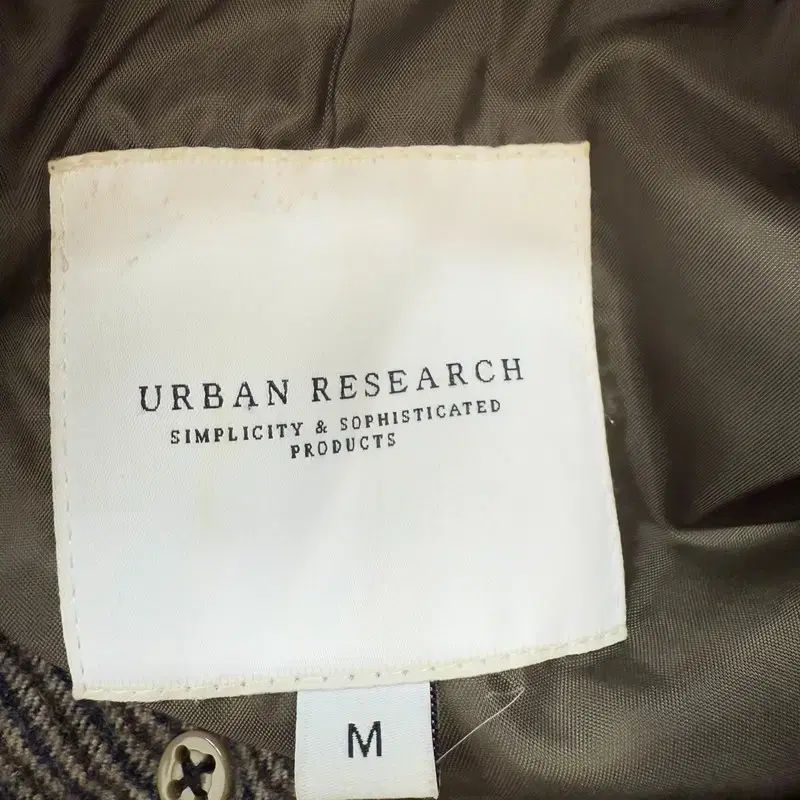 URBAN RESEARCH
SIMPLICITY & SOPHISTICATED
PRODUCTS
M